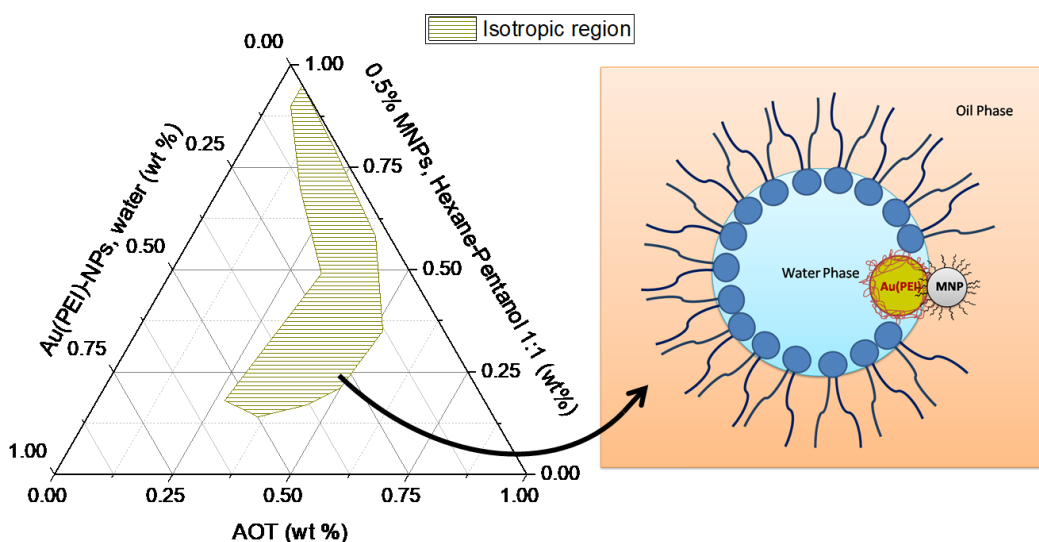 Isotropic region
0.00
1.00
0.25
0.75
0.50
0.50
0.75
0.25
1.00
0.00
0.00
0.25
0.50
0.75
1.00
Au(PEI)-NPs, water (wt %)
0.5% MNPs, Hexane-Pentanol 1:1 (wt%)
AOT (wt %)
Oil Phase
Water Phase
Au(PEI)
MNP